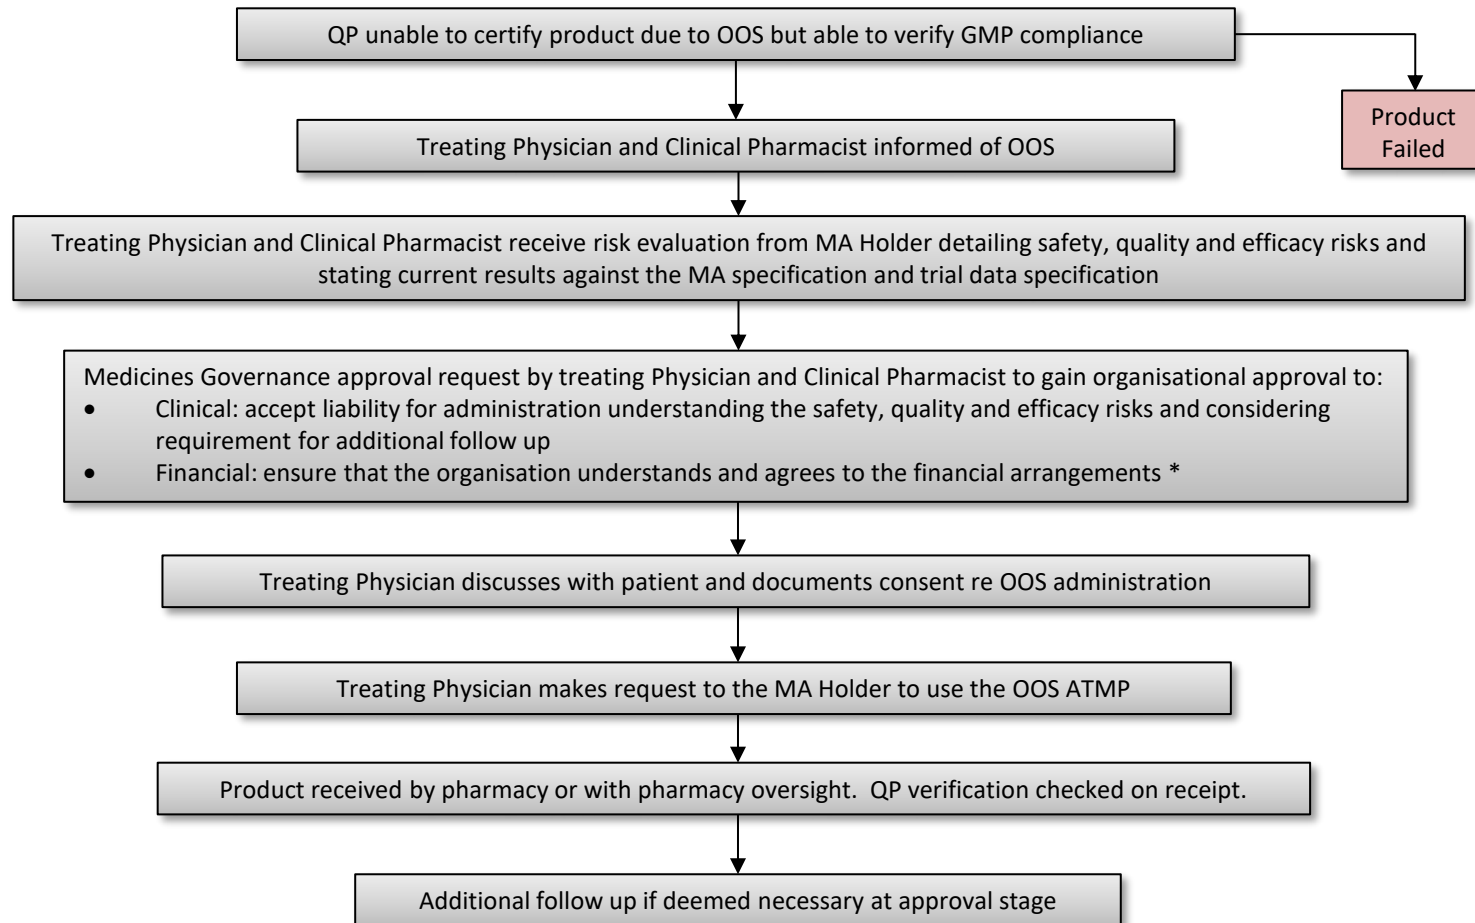 QP unable to certify product due to OOS but able to verify GMP compliance
Product
Failed
Treating Physician and Clinical Pharmacist informed of OOS
Treating Physician and Clinical Pharmacist receive risk evaluation from MA Holder detailing safety, quality and efficacy risks and
stating current results against the MA specification and trial data specification
Medicines Governance approval request by treating Physician and Clinical Pharmacist to gain organisational approval to:
• Clinical: accept liability for administration understanding the safety, quality and efficacy risks and considering
requirement for additional follow up
• Financial: ensure that the organisation understands and agrees to the financial arrangements *
Treating Physician discusses with patient and documents consent re OOS administration
Treating Physician makes request to the MA Holder to use the OOS ATMP
Product received by pharmacy or with pharmacy oversight.  QP verification checked on receipt.
Additional follow up if deemed necessary at approval stage